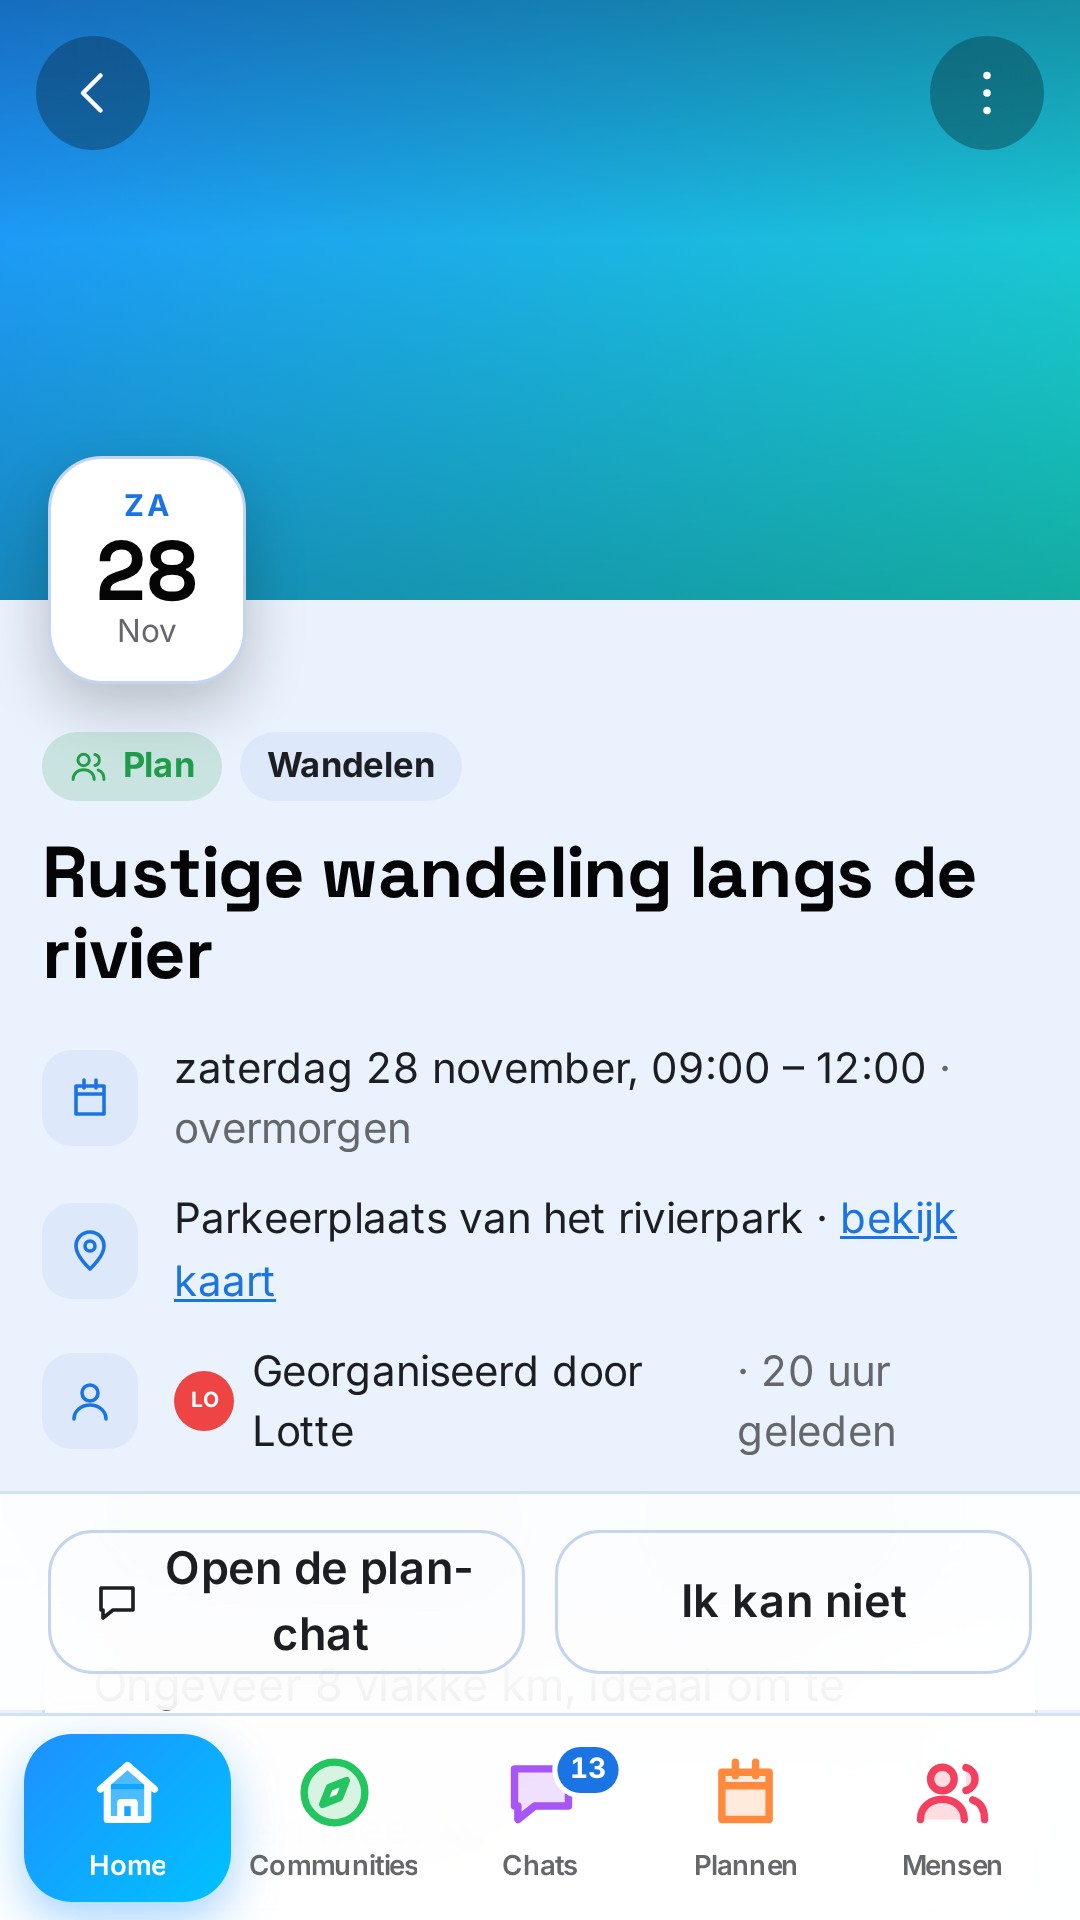 ZA
28
Nov
Plan
Wandelen
Rustige wandeling langs de
rivier
zaterdag 28 november, 09:00 – 12:00 ·
overmorgen
Parkeerplaats van het rivierpark · bekijk
kaart
LO
Georganiseerd door
Lotte
· 20 uur
geleden
Open de plan-
chat
Ik kan niet
Ongeveer 8 vlakke km, ideaal om te
13
Home
Communities
Chats
Plannen
Mensen